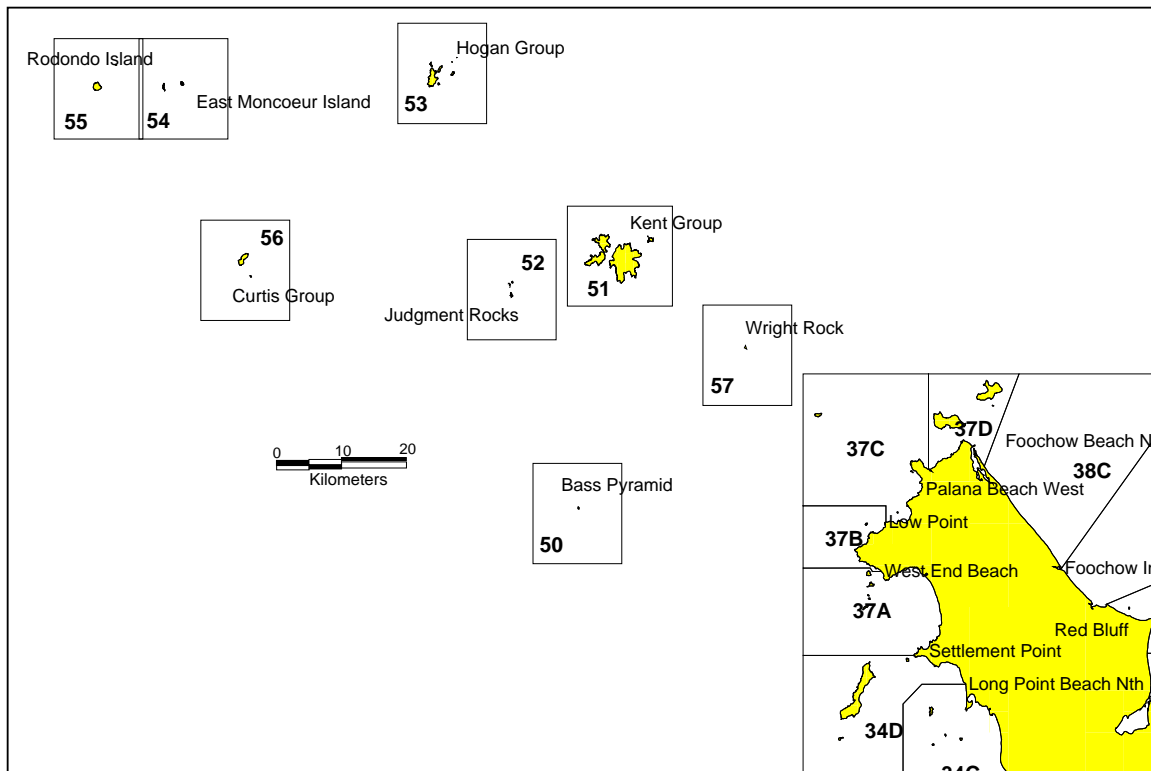 Hogan Group
Rodondo Island
East Moncoeur Island
53
55
54
Kent Group
56
52
51
Curtis Group
Judgment Rocks
Wright Rock
57
0 10 20
Kilometers
37D
37C
Foochow Beach N
38C
Bass Pyramid
Palana Beach West
Low Point
37B
50
West End Beach
Foochow In
37A
Red Bluff
Settlement Point
Long Point Beach Nth
34D